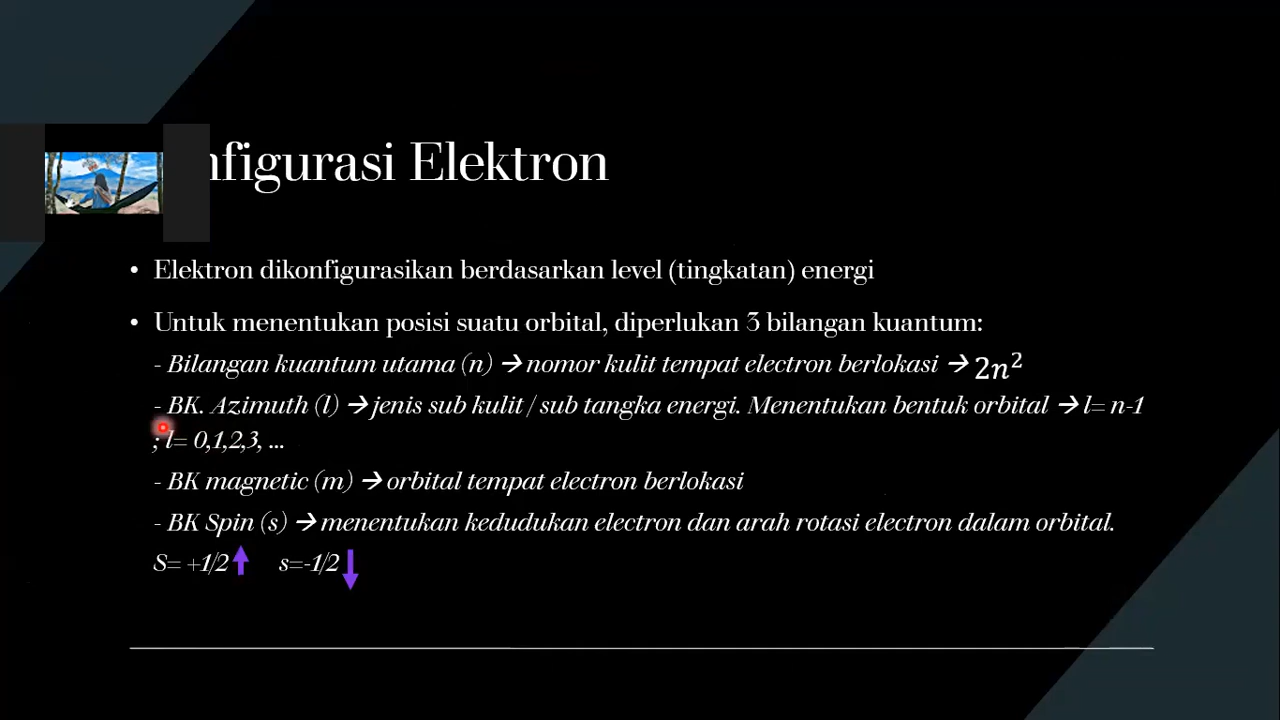 nfigurasi Elektron
• Elektron dikonfigurasikan berdasarkan level (tingkatan) energi
• Untuk menentukan posisi suatu orbital, diperlukan 3 bilangan kuantum:
- Bilangan kuantum utama (n) → nomor kulit tempat electron berlokasi → 2n²
- BK. Azimuth (l) → jenis sub kulit / sub tangka energi. Menentukan bentuk orbital → l= n-1
; l= 0,1,2,3, ...
- BK magnetic (m) → orbital tempat electron berlokasi
- BK Spin (s) → menentukan kedudukan electron dan arah rotasi electron dalam orbital.
S= +1/2 s=-1/2